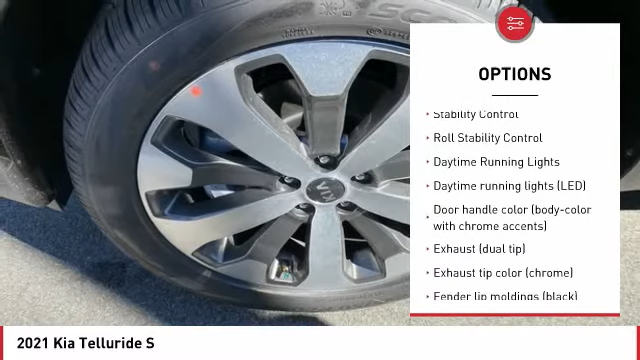 OPTIONS
Stability Control
Roll Stability Control
Daytime Running Lights
Daytime running lights (LED)
Door handle color (body-color
with chrome accents)
Exhaust (dual tip)
Exhaust tip color (chrome)
Fender lip moldings (black)
KIA
2021 Kia Telluride S